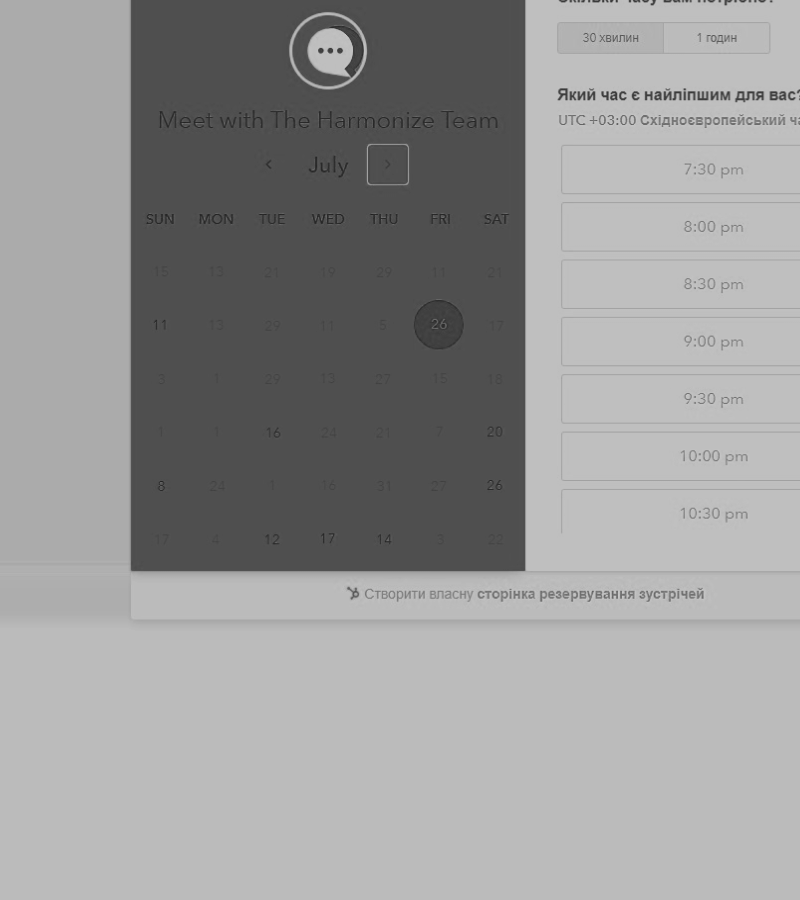 Meet with The Harmonize Team
July
SUN MON TUE WED THU FRI SAT
15 13 21 19 29 11 21
11 13 29 11 5 26 17
3 1 29 13 27 15 18
1 1 16 24 21 7 20
8 24 1 16 31 27 26
17 4 12 17 14 3 22
30 хвилин 1 годин
Який час є найліпшим для вас?
UTC +03:00 Східноєвропейський ча
7:30 pm
8:00 pm
8:30 pm
9:00 pm
9:30 pm
10:00 pm
10:30 pm
Створити власну сторінка резервування зустрічей